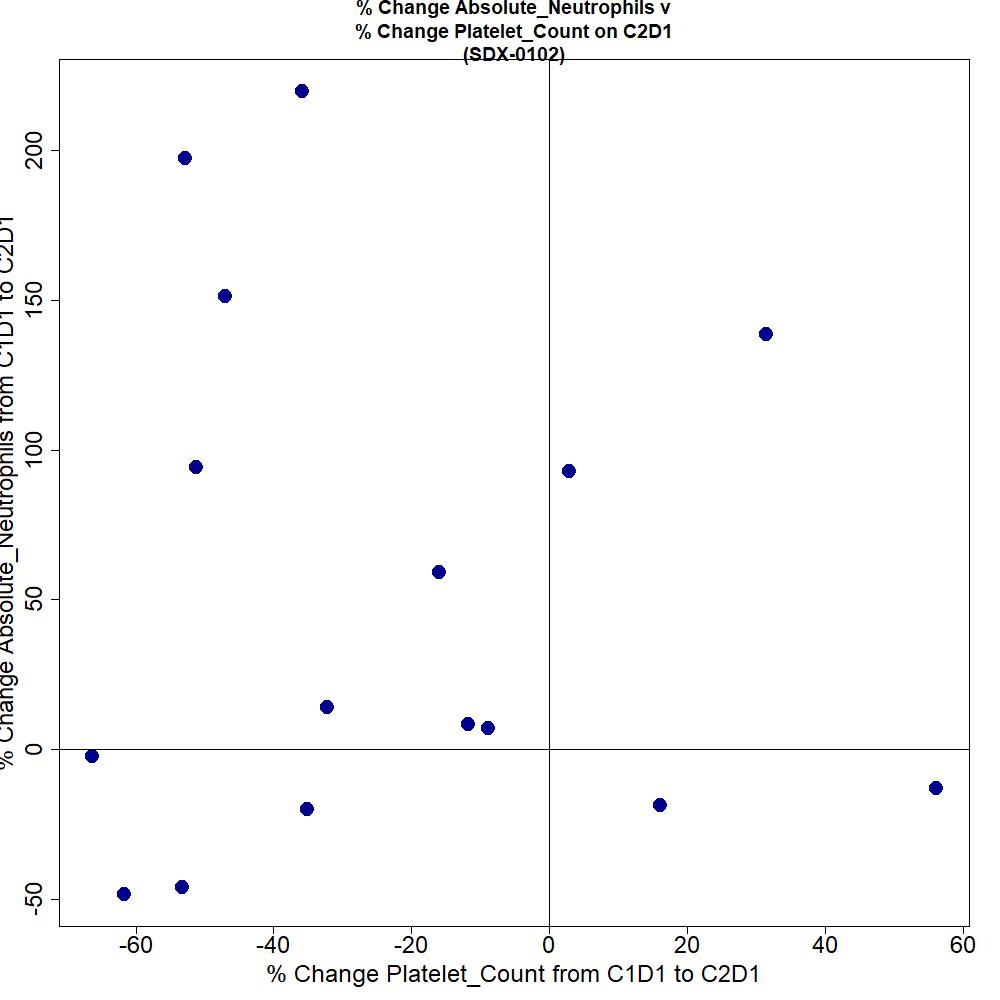 % Change Absolute_Neutrophils v
% Change Platelet_Count on C2D1
(SDX-0102)
% Change Absolute_Neutrophils from C1D1 to C2D1
200
150
100
50
0
-50
-60
-40
-20
0
20
40
60
% Change Platelet_Count from C1D1 to C2D1